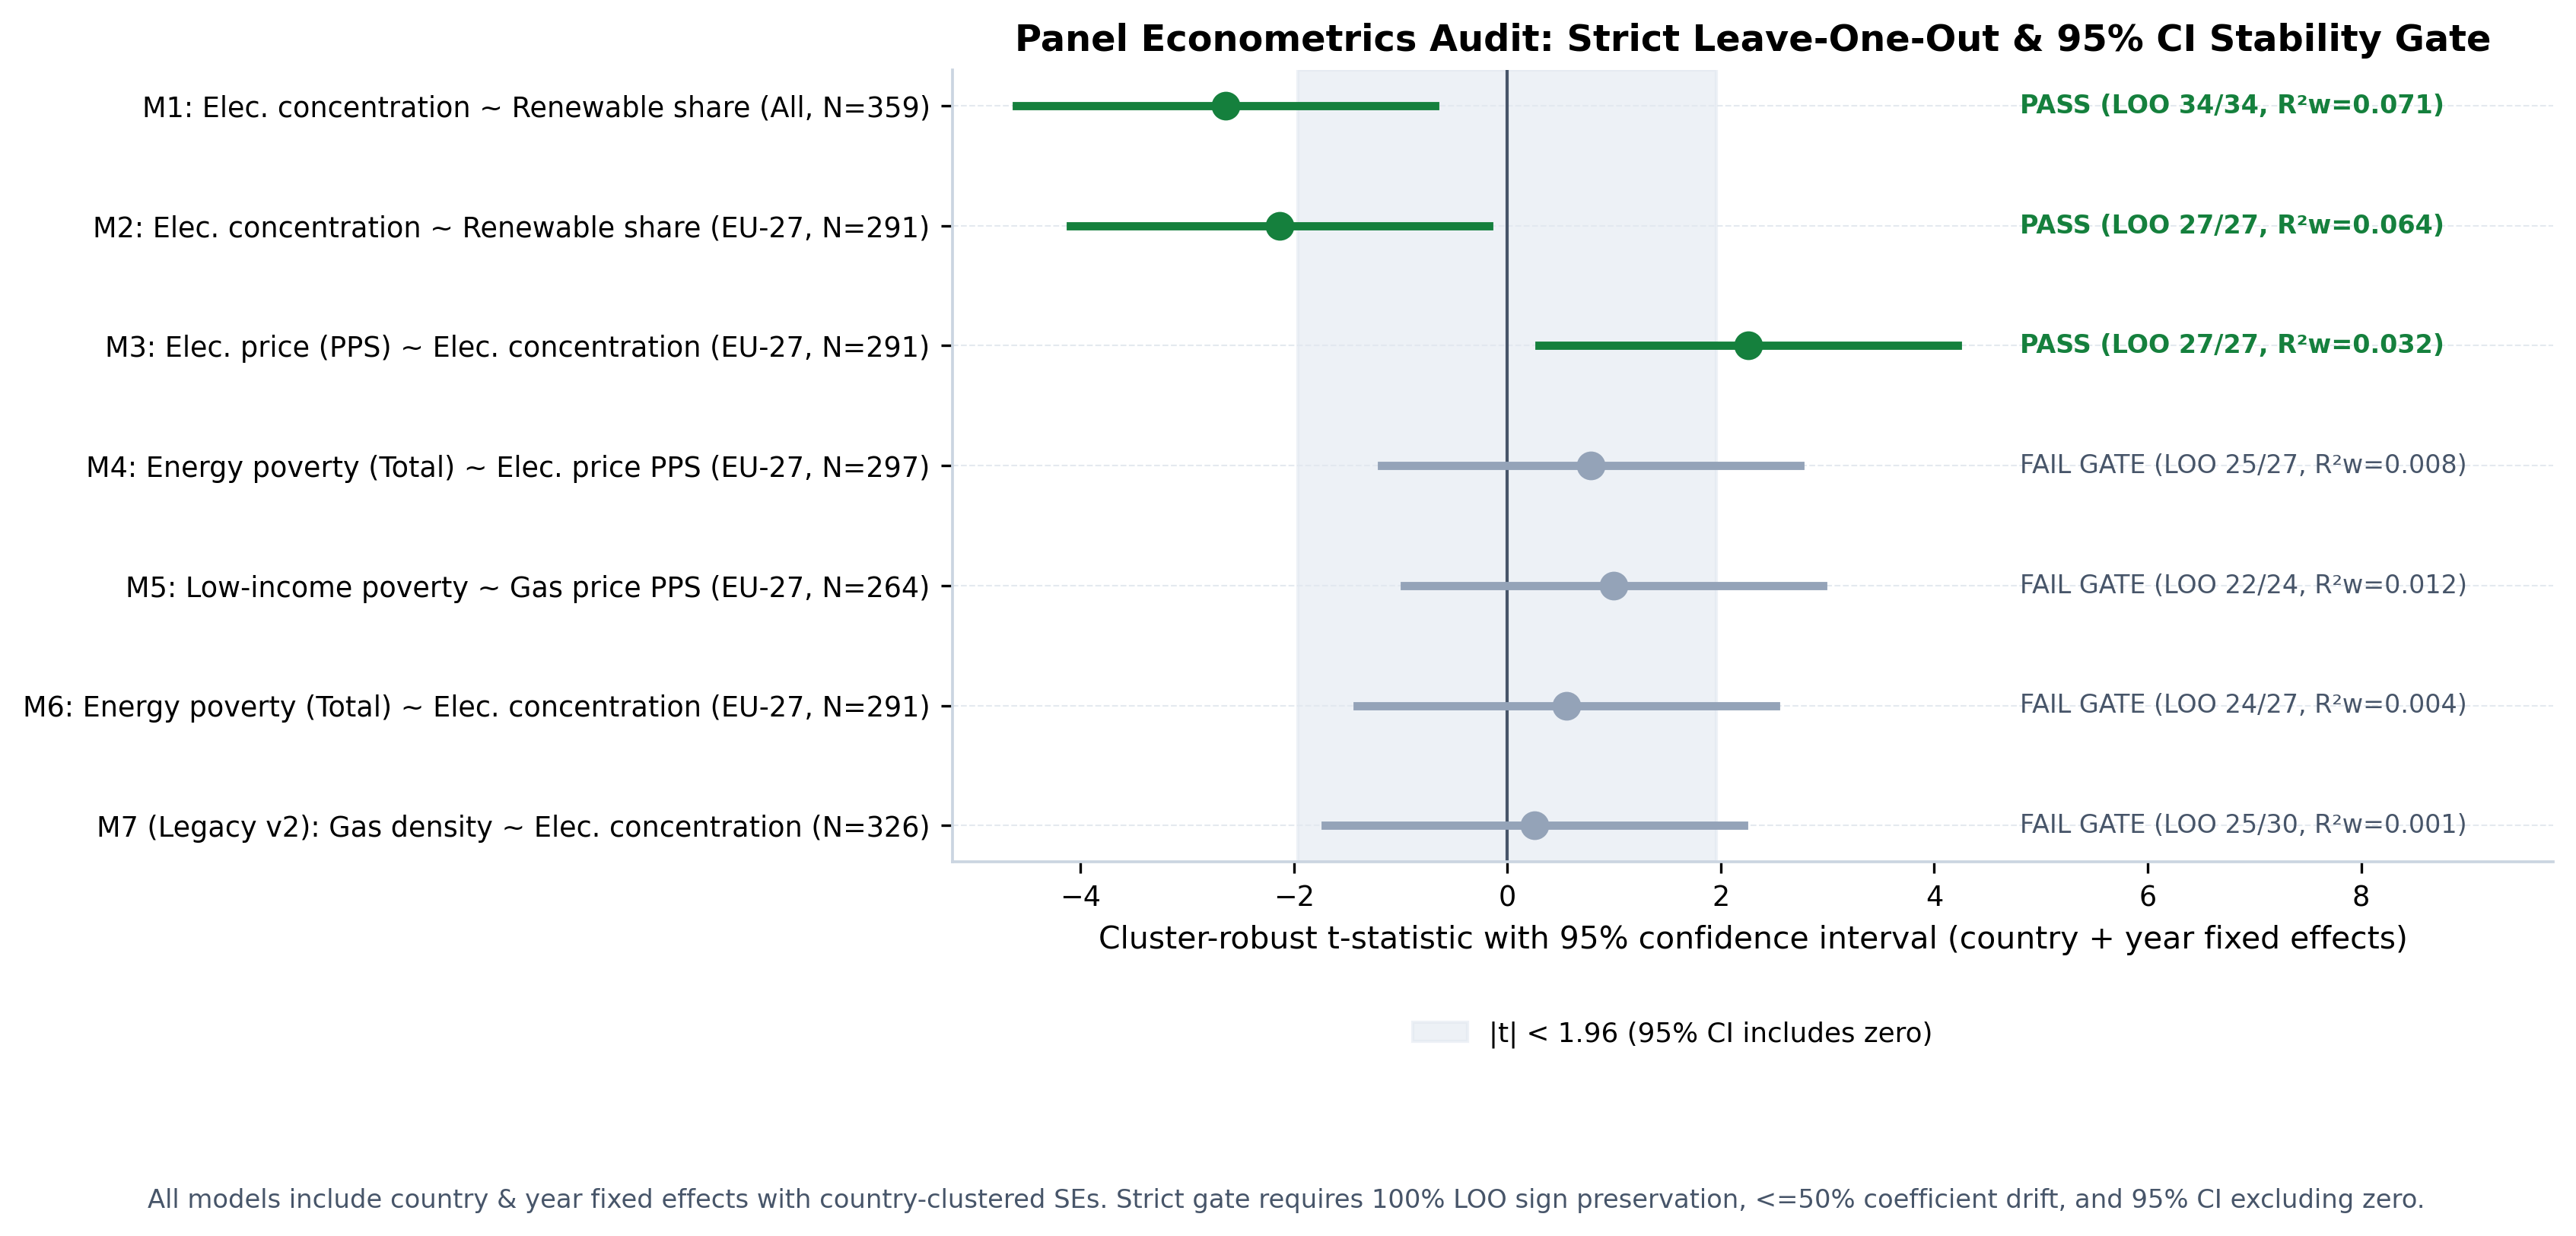 Panel Econometrics Audit: Strict Leave-One-Out & 95% CI Stability Gate
M1: Elec. concentration ~ Renewable share (All, N=359)
PASS (LOO 34/34, R²w=0.071)
M2: Elec. concentration ~ Renewable share (EU-27, N=291)
PASS (LOO 27/27, R²w=0.064)
M3: Elec. price (PPS) ~ Elec. concentration (EU-27, N=291)
PASS (LOO 27/27, R²w=0.032)
M4: Energy poverty (Total) ~ Elec. price PPS (EU-27, N=297)
FAIL GATE (LOO 25/27, R²w=0.008)
M5: Low-income poverty ~ Gas price PPS (EU-27, N=264)
FAIL GATE (LOO 22/24, R²w=0.012)
M6: Energy poverty (Total) ~ Elec. concentration (EU-27, N=291)
FAIL GATE (LOO 24/27, R²w=0.004)
M7 (Legacy v2): Gas density ~ Elec. concentration (N=326)
FAIL GATE (LOO 25/30, R²w=0.001)
−4 −2 0 2 4 6 8
Cluster-robust t-statistic with 95% confidence interval (country + year fixed effects)
|t| < 1.96 (95% CI includes zero)
All models include country & year fixed effects with country-clustered SEs. Strict gate requires 100% LOO sign preservation, <=50% coefficient drift, and 95% CI excluding zero.